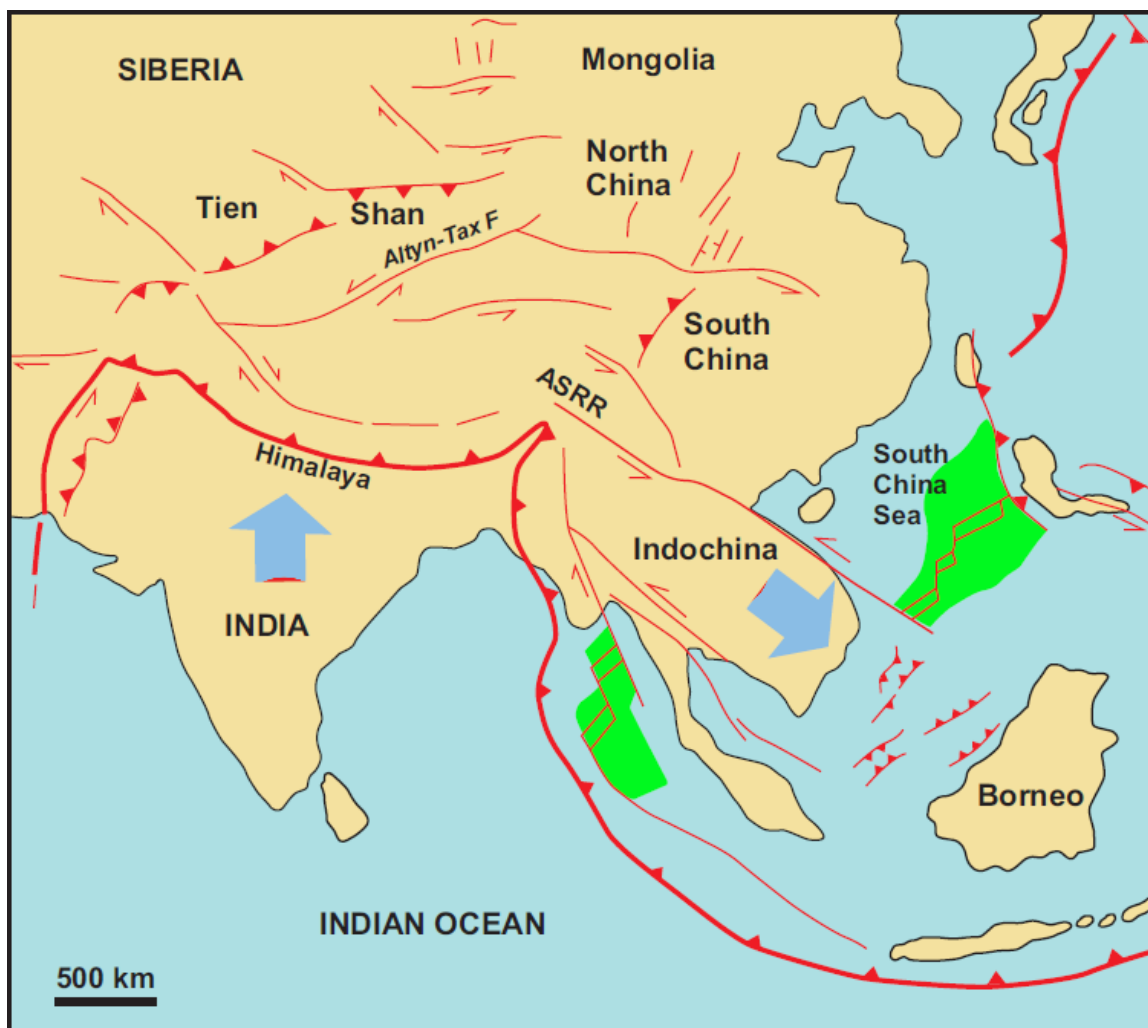 SIBERIA
Mongolia
North
China
Tien
Shan
Altyn-Tax F
South
China
ASRR
Himalaya
South
China
Sea
Indochina
INDIA
Borneo
INDIAN OCEAN
500 km